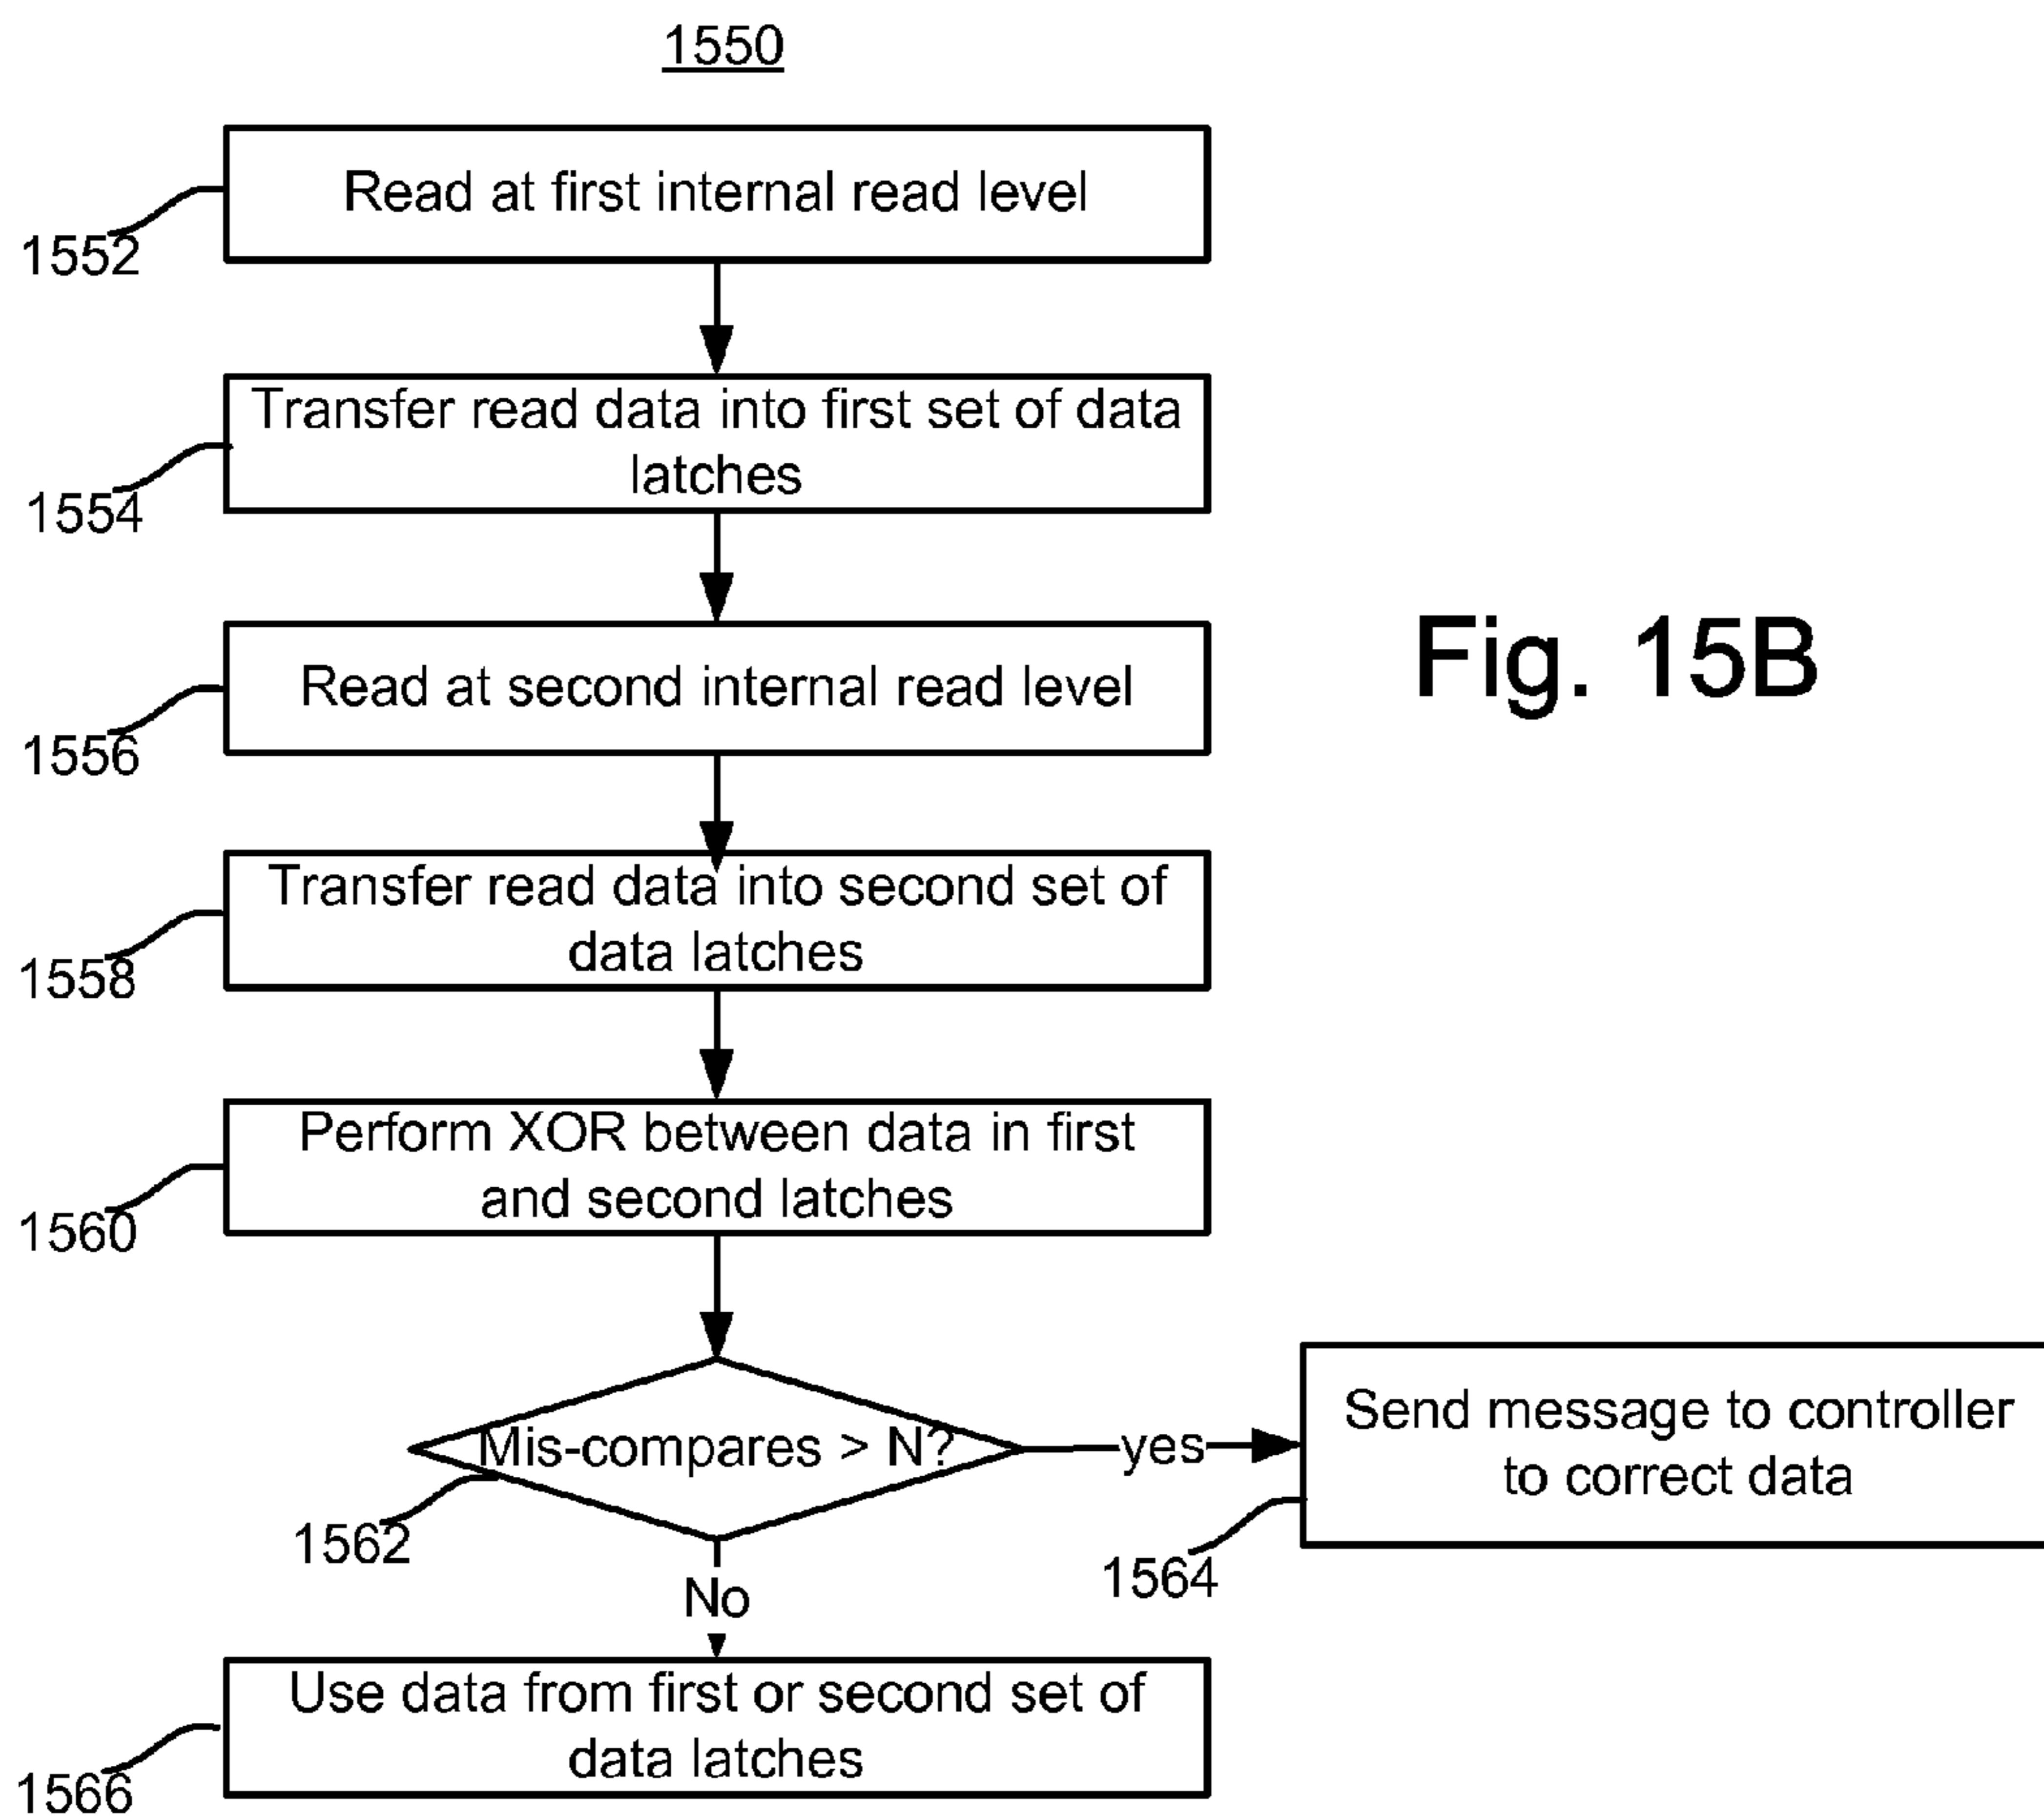 1550
Read at first internal read level
1552
Transfer read data into first set of data
latches
1554
Read at second internal read level
1556
Fig. 15B
Transfer read data into second set of
data latches
1558
Perform XOR between data in first
and second latches
1560
Mis-compares > N?
yes
1562
Send message to controller
to correct data
1564
No
Use data from first or second set of
data latches
1566